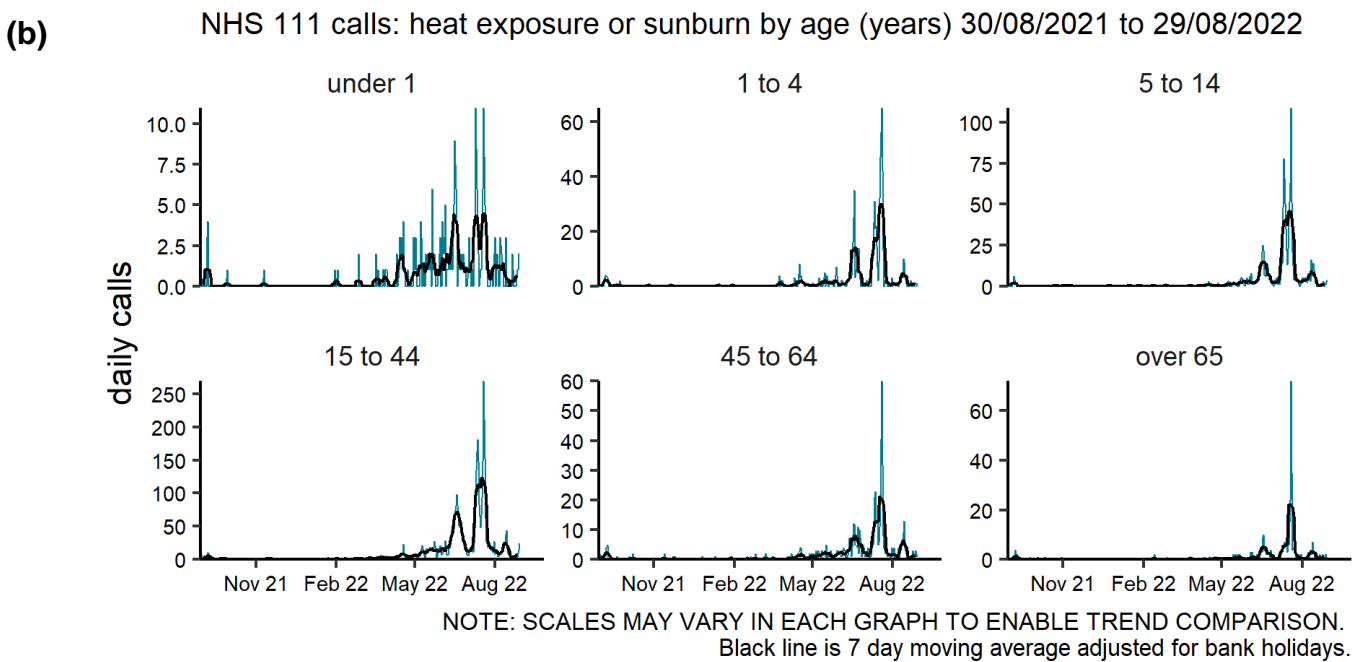 (b)
NHS 111 calls: heat exposure or sunburn by age (years) 30/08/2021 to 29/08/2022
daily calls
under 1
10.0
7.5
5.0
2.5
0.0
1 to 4
60
40
20
0
5 to 14
100
75
50
25
0
15 to 44
250
200
150
100
50
0
Nov 21 Feb 22 May 22 Aug 22
45 to 64
60
50
40
30
20
10
0
Nov 21 Feb 22 May 22 Aug 22
over 65
60
40
20
0
Nov 21 Feb 22 May 22 Aug 22
NOTE: SCALES MAY VARY IN EACH GRAPH TO ENABLE TREND COMPARISON.
Black line is 7 day moving average adjusted for bank holidays.